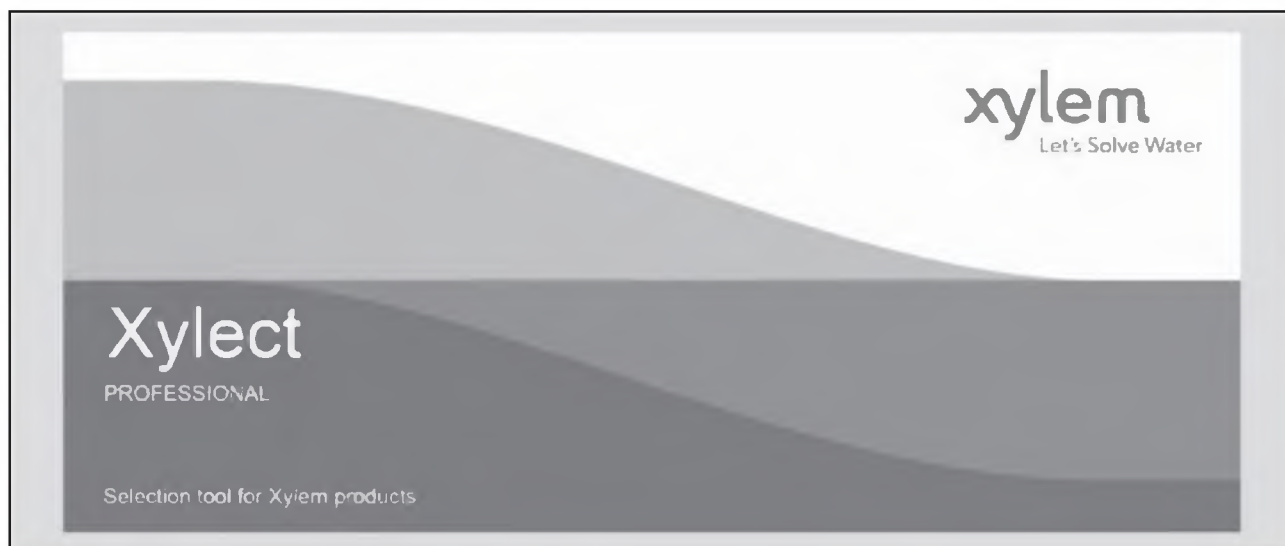 xylem
Let's Solve Water
Xylect
PROFESSIONAL
Selection tool for Xylem products